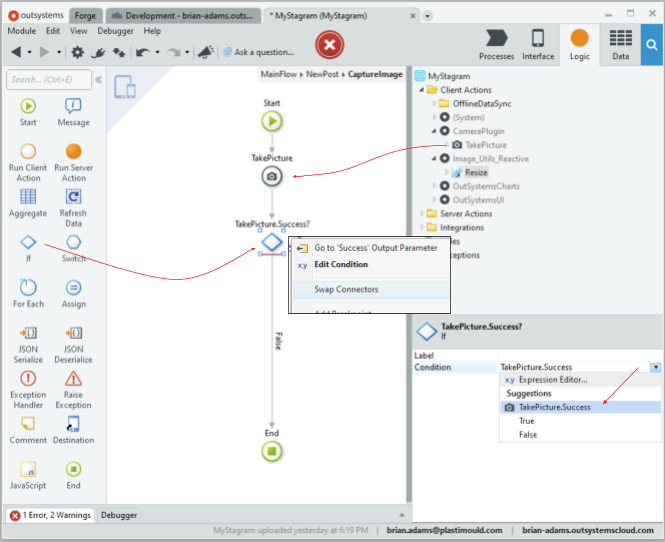 outsystems
Forge
Development - brian-adams.outs...
* MyStagram (MyStagram)
Module Edit View Debugger Help
Ask a question...
Processes
Interface
Logic
Data
Search... (Ctrl+E)
Start
Message
Run Client Action
Run Server Action
Aggregate
Refresh Data
If
Switch
For Each
Assign
JSON Serialize
JSON Deserialize
Exception Handler
Raise Exception
Comment
Destination
JavaScript
JS
End
MainFlow ▸ NewPost ▸ CaptureImage
Start
TakePicture
TakePicture.Success?
False
End
Go to 'Success' Output Parameter
x.y Edit Condition
Swap Connectors
Add Breakpoint
MyStagram
Client Actions
OfflineDataSync
(System)
CameraPlugin
TakePicture
Image_Utils_Reactive
Resize
OutSystemsCharts
OutSystemsUI
Server Actions
Integrations
TakePicture.Success?
If
Label
Condition
TakePicture.Success
x.y Expression Editor...
Suggestions
TakePicture.Success
True
False
1 Error, 2 Warnings
Debugger
MyStagram uploaded yesterday at 6:19 PM | brian.adams@plastimould.com | brian-adams.outsystemscloud.com